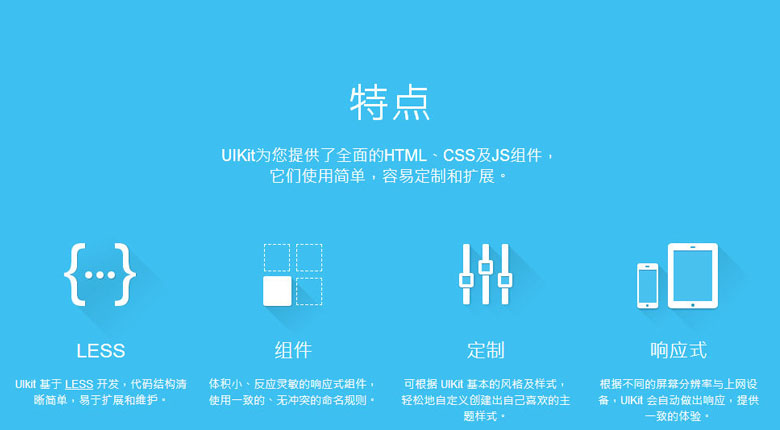 特点
UIKit为您提供了全面的HTML、CSS及JS组件，
它们使用简单，容易定制和扩展。
LESS
UIkit 基于 LESS 开发，代码结构清
晰简单，易于扩展和维护。
组件
体积小、反应灵敏的响应式组件，
使用一致的、无冲突的命名规则。
定制
可根据 UIKit 基本的风格及样式，
轻松地自定义创建出自己喜欢的主
题样式。
响应式
根据不同的屏幕分辨率与上网设
备，UIKit 会自动做出响应，提供
一致的体验。